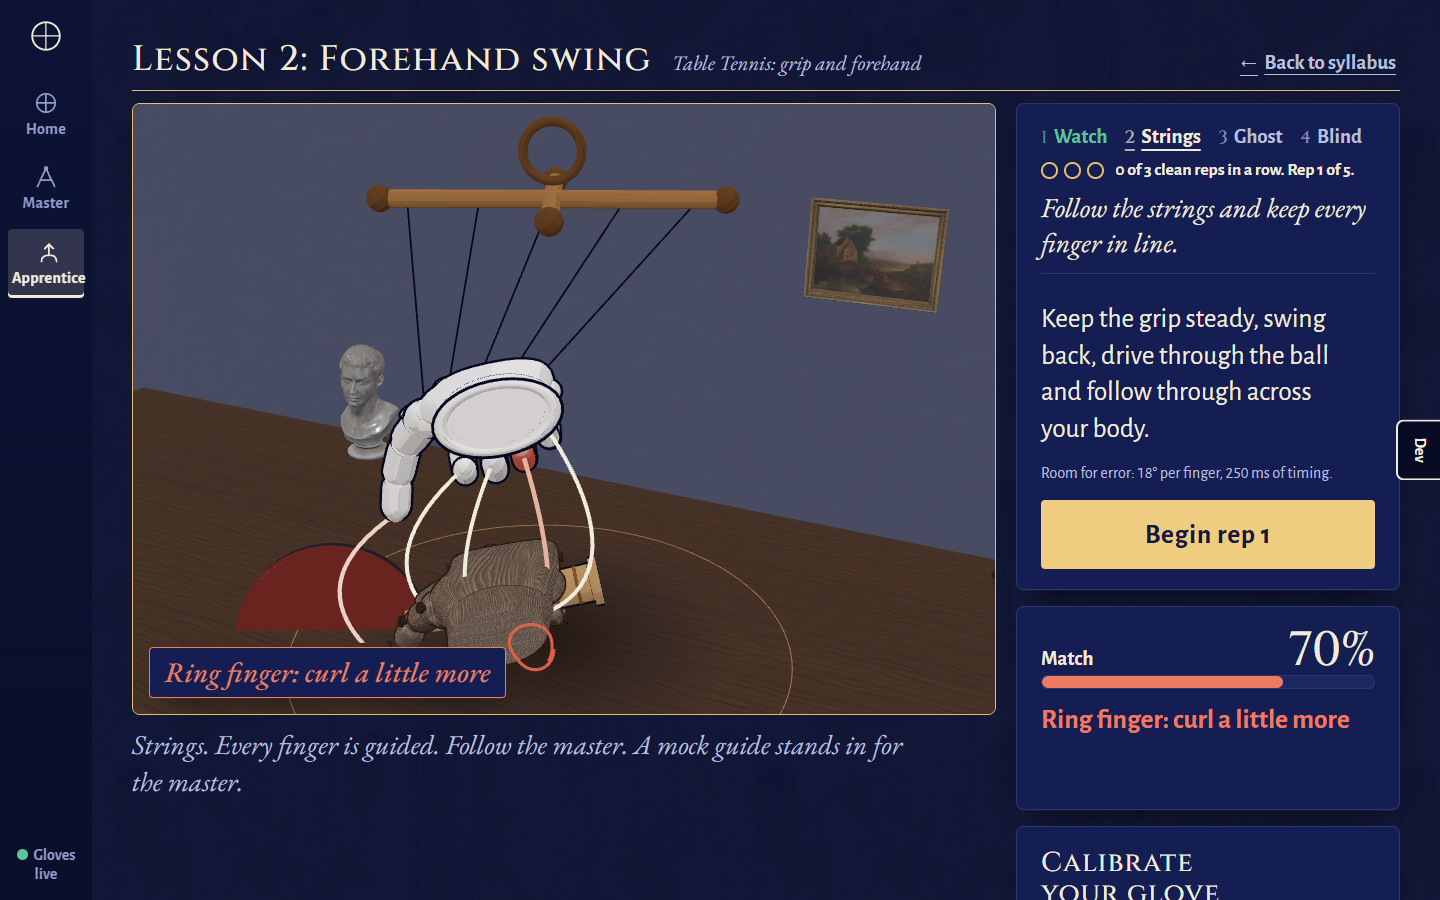 Home
Master
Apprentice
Gloves
live
Lesson 2: Forehand swing
Table Tennis: grip and forehand
← Back to syllabus
Ring finger: curl a little more
Strings. Every finger is guided. Follow the master. A mock guide stands in for
the master.
1 Watch 2 Strings 3 Ghost 4 Blind
0 of 3 clean reps in a row. Rep 1 of 5.
Follow the strings and keep every
finger in line.
Keep the grip steady, swing
back, drive through the ball
and follow through across
your body.
Room for error: 18° per finger, 250 ms of timing.
Begin rep 1
Match
70%
Ring finger: curl a little more
Calibrate
your glove
Dev